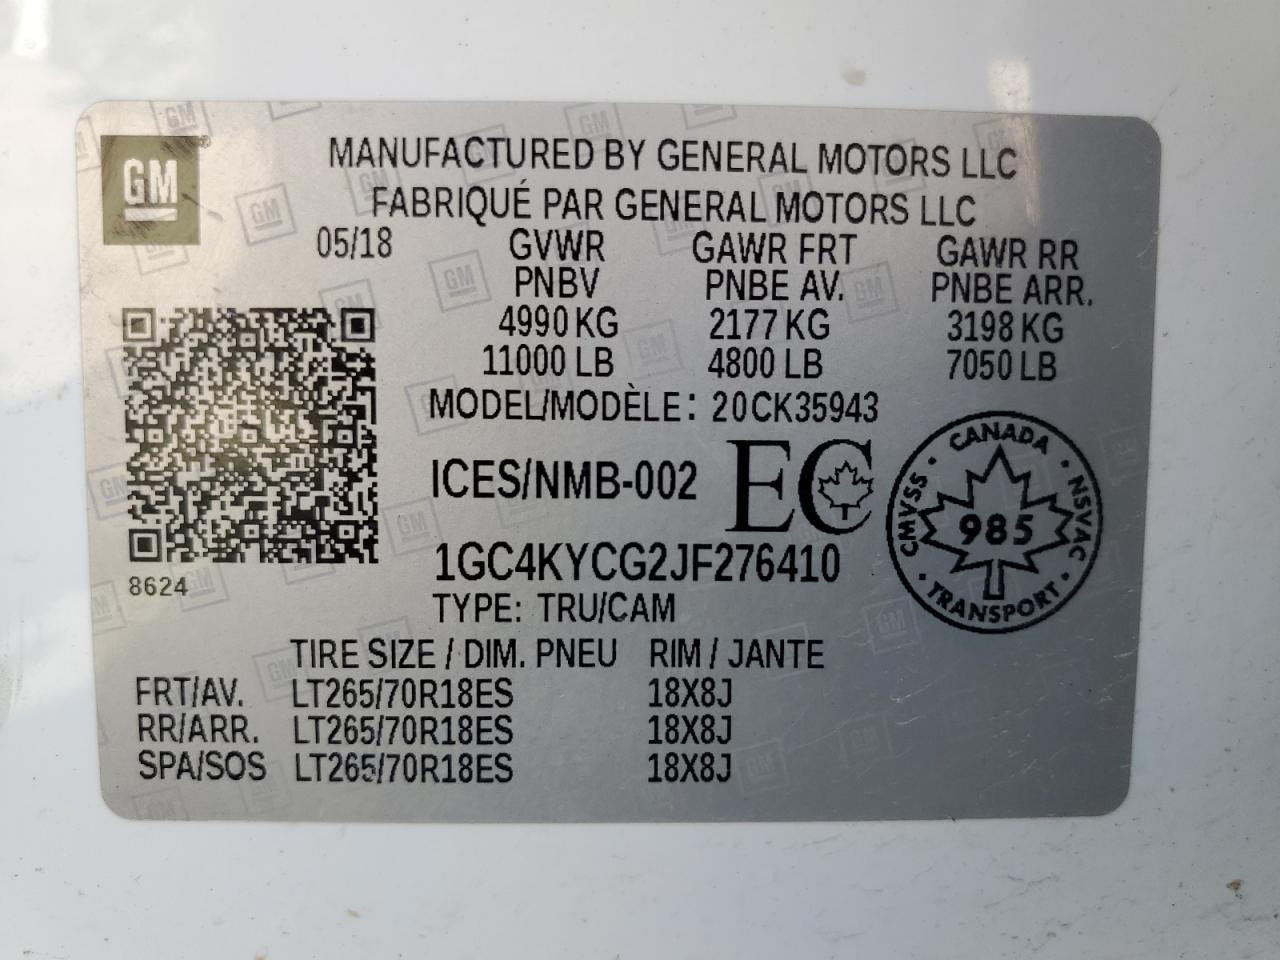 GM
MANUFACTURED BY GENERAL MOTORS LLC
FABRIQUÉ PAR GENERAL MOTORS LLC
05/18 GVWR GAWR FRT GAWR RR
PNBV PNBE AV. PNBE ARR.
4990 KG 2177 KG 3198 KG
11000 LB 4800 LB 7050 LB
MODEL/MODÈLE: 20CK35943
ICES/NMB-002 EC
CANADA
CMVSS · NSVAC
985
TRANSPORT
1GC4KYCG2JF276410
8624
TYPE: TRU/CAM
TIRE SIZE / DIM. PNEU RIM / JANTE
FRT/AV. LT265/70R18ES 18X8J
RR/ARR. LT265/70R18ES 18X8J
SPA/SOS LT265/70R18ES 18X8J